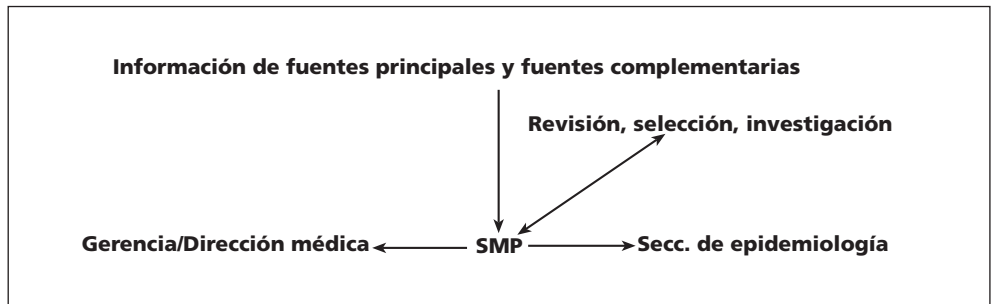 Información de fuentes principales y fuentes complementarias
Revisión, selección, investigación
Gerencia/Dirección médica
SMP
Secc. de epidemiología